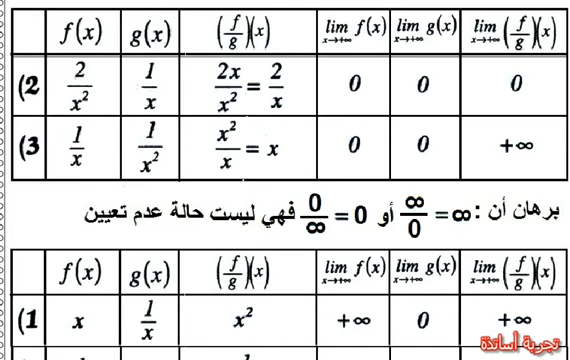 f(x) g(x) (f/g)(x) lim x→+∞ f(x) lim x→+∞ g(x) lim x→+∞ (f/g)(x)
(2 2/x² 1/x 2x/x² = 2/x 0 0 0
(3 1/x 1/x² x²/x = x 0 0 +∞
برهان أن : ∞ = ∞/0 أو 0 = 0/∞ فهي ليست حالة عدم تعيين
f(x) g(x) (f/g)(x) lim x→+∞ f(x) lim x→+∞ g(x) lim x→+∞ (f/g)(x)
(1 x 1/x x² +∞ 0 +∞
تجربة أساتذة